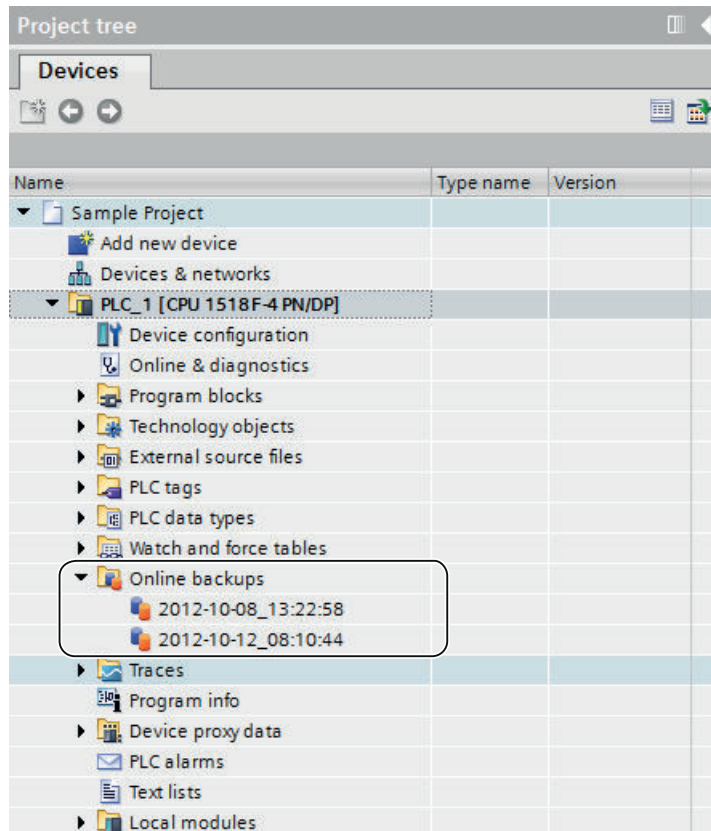 Project tree
Devices
Name Type name Version
Sample Project
Add new device
Devices & networks
PLC_1 [CPU 1518F-4 PN/DP]
Device configuration
Online & diagnostics
Program blocks
Technology objects
External source files
PLC tags
PLC data types
Watch and force tables
Online backups
2012-10-08_13:22:58
2012-10-12_08:10:44
Traces
Program info
Device proxy data
PLC alarms
Text lists
Local modules